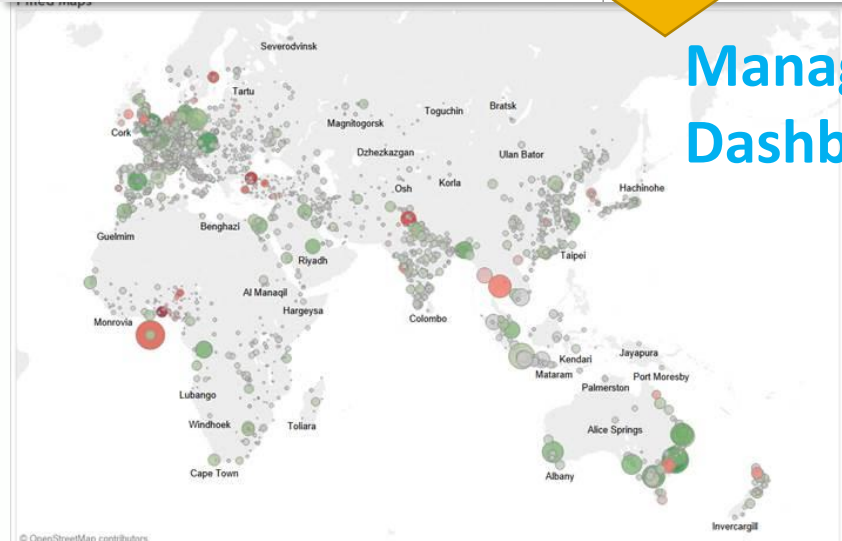 Filled Maps
Manag
Dashb
Severodvinsk
Tartu
Cork
Magnitogorsk
Toguchin
Bratsk
Dzhezkazgan
Ulan Bator
Osh
Korla
Hachinohe
Guelmim
Benghazi
Riyadh
Taipei
Al Manaqil
Monrovia
Hargeysa
Colombo
Kendari
Jayapura
Mataram
Port Moresby
Palmerston
Lubango
Windhoek
Toliara
Alice Springs
Cape Town
Albany
Invercargill
© OpenStreetMap contributors.